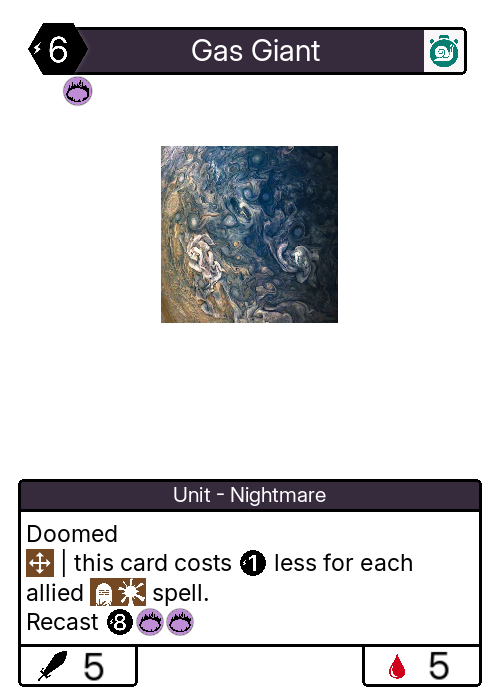 6
Gas Giant
Unit - Nightmare
Doomed
| this card costs 1 less for each
allied spell.
Recast 8
5
5